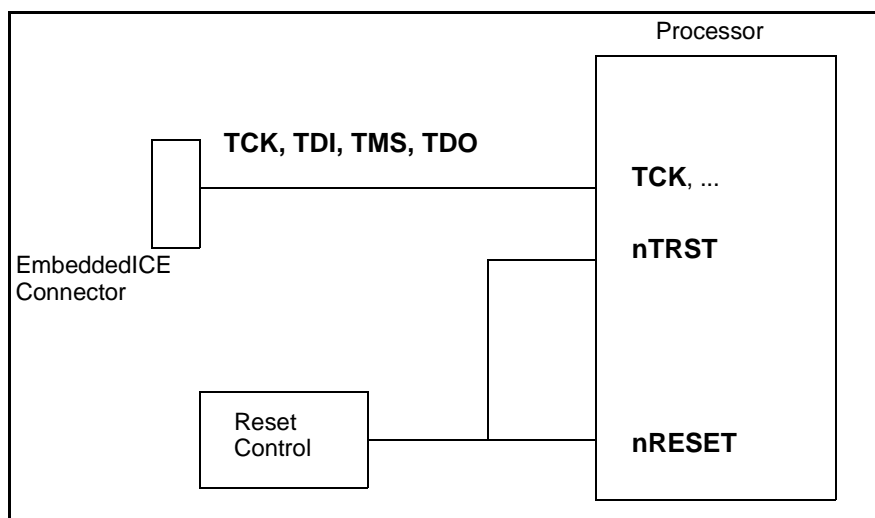 Processor
TCK, TDI, TMS, TDO
TCK, ...
nTRST
EmbeddedICE
Connector
Reset
Control
nRESET